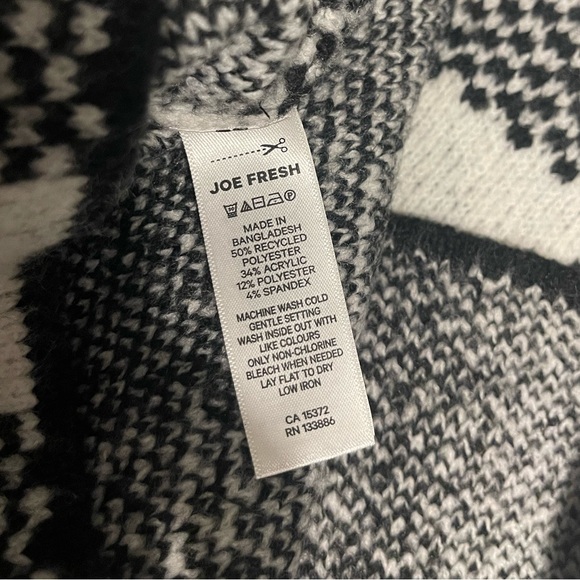 JOE FRESH
MADE IN
BANGLADESH
50% RECYCLED
POLYESTER
34% ACRYLIC
12% POLYESTER
4% SPANDEX
MACHINE WASH COLD
GENTLE SETTING
WASH INSIDE OUT WITH
LIKE COLOURS
ONLY NON-CHLORINE
BLEACH WHEN NEEDED
LAY FLAT TO DRY
LOW IRON
CA 15372
RN 133886